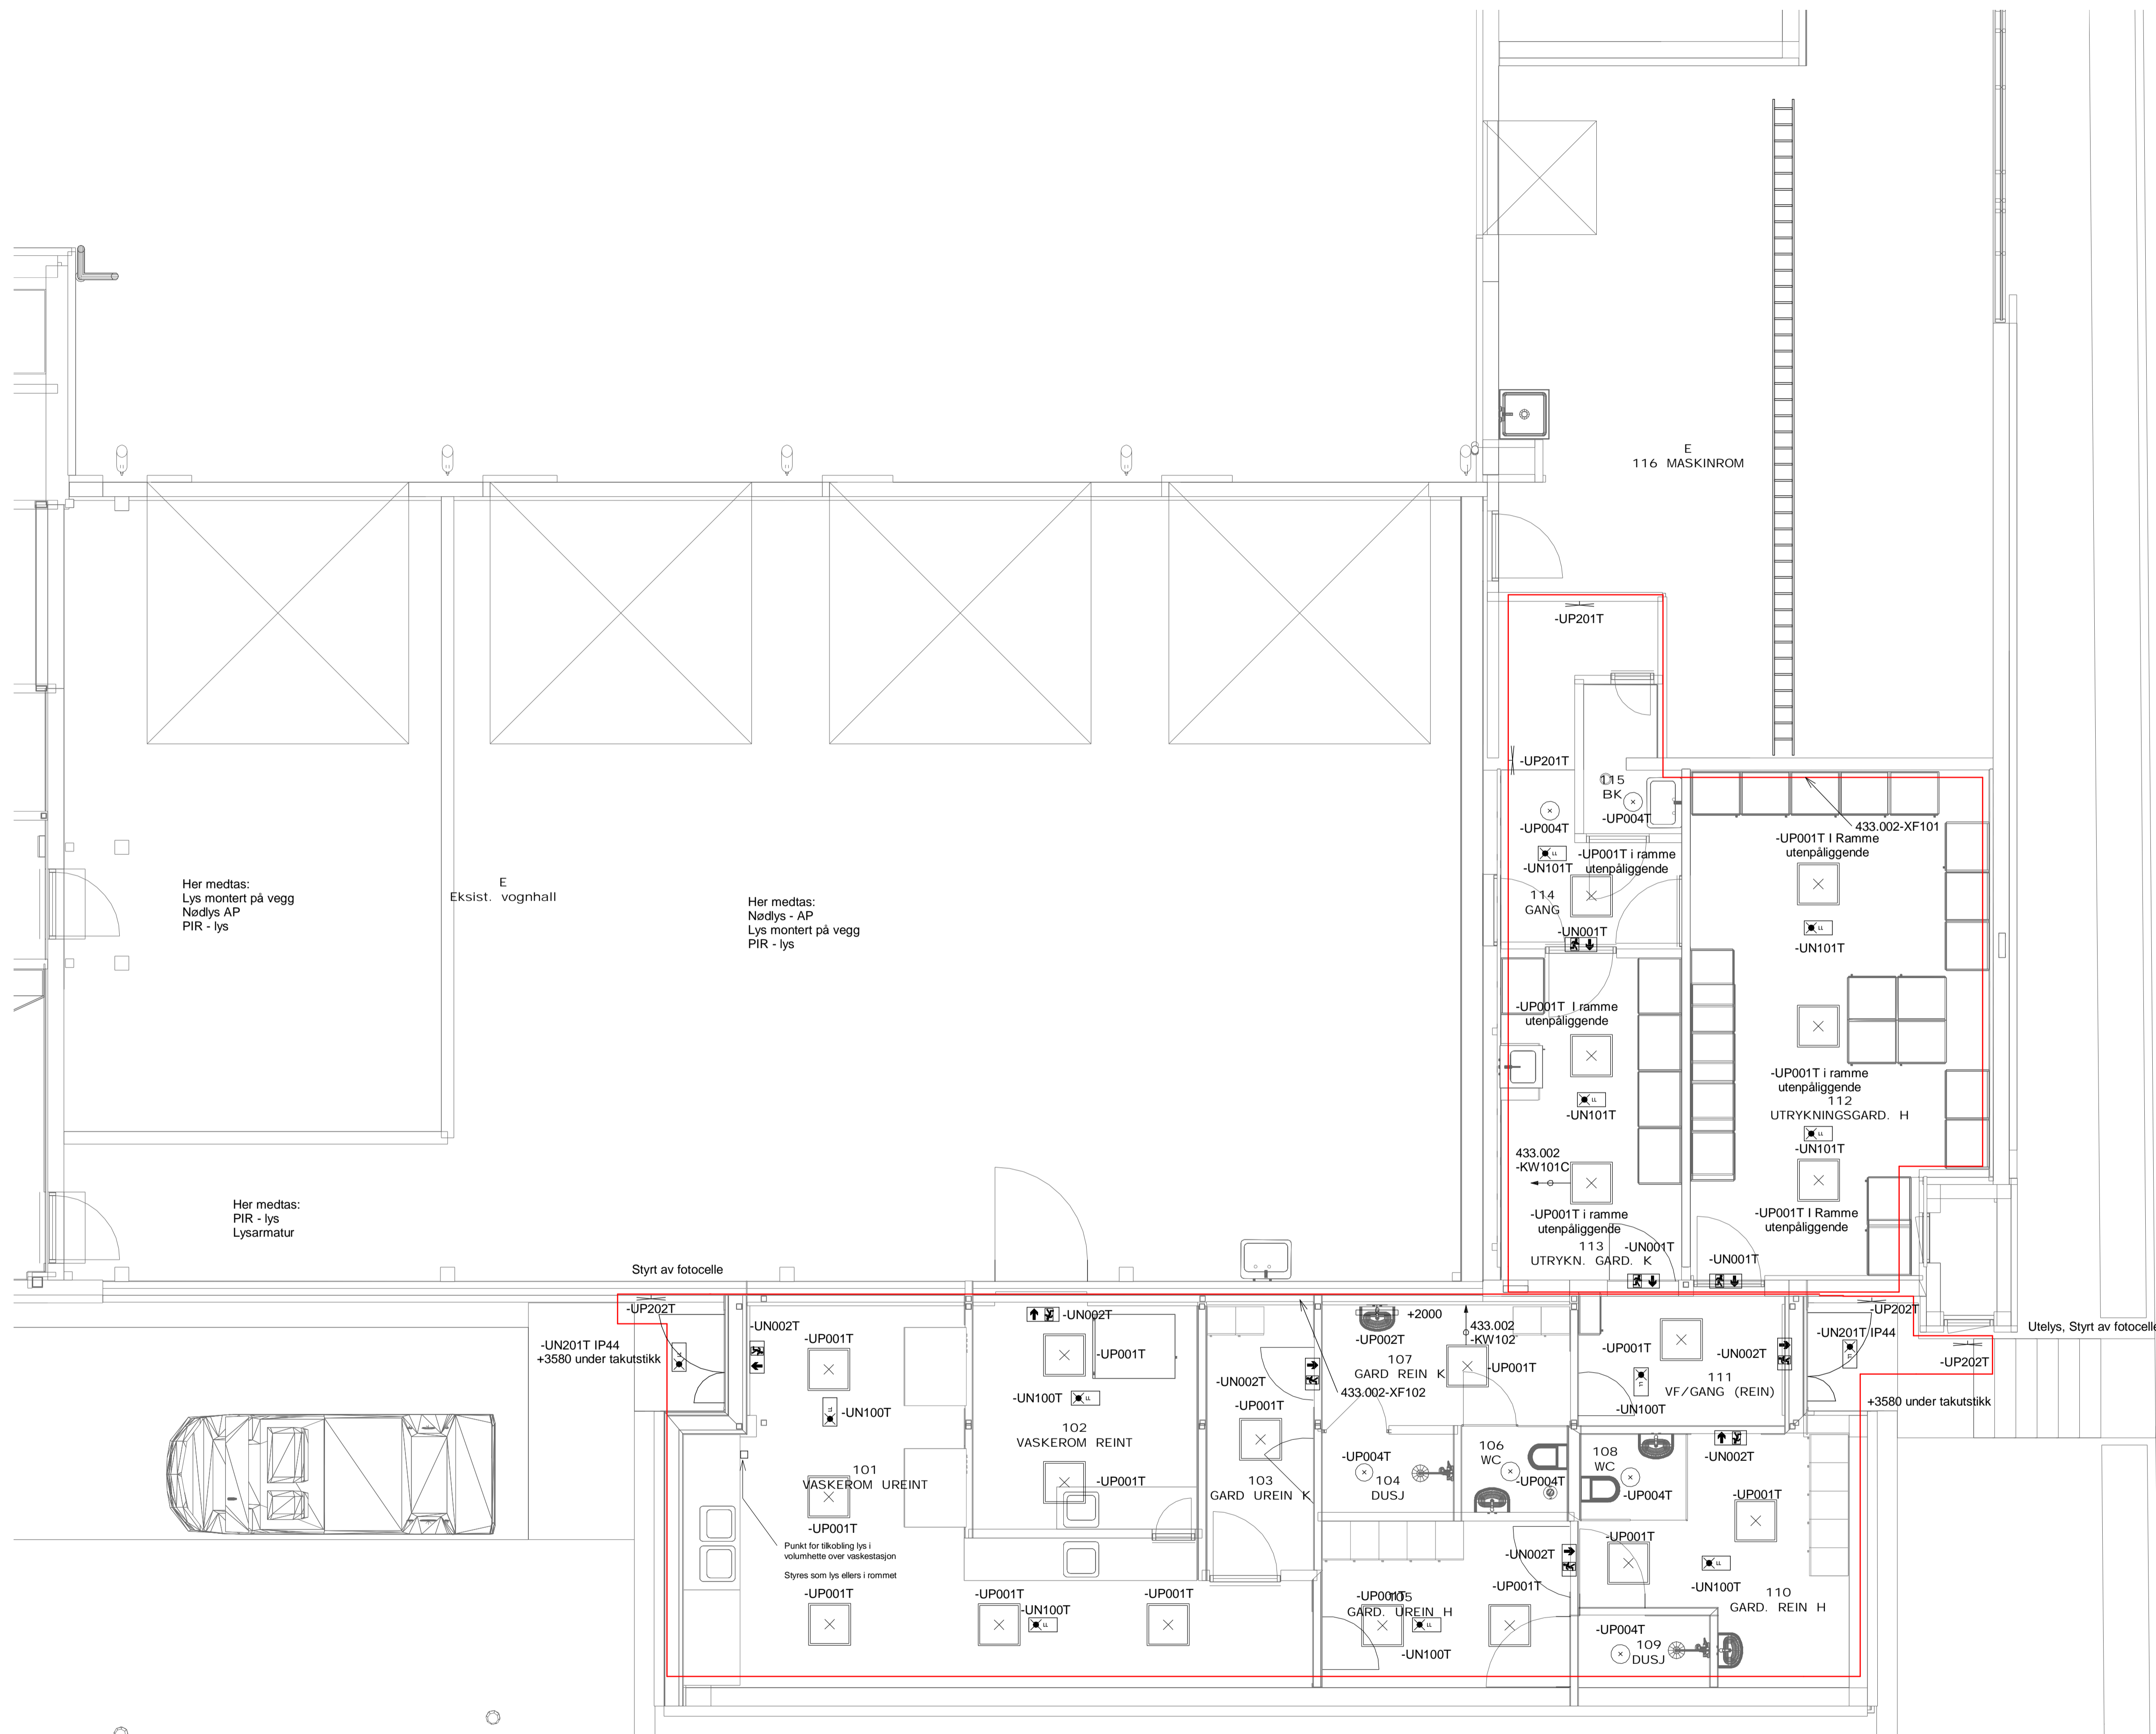 E
116 MASKINROM
-UP201T
-UP201T
115
BK
-UP004T
-UP004T
433.002-XF101
-UP001T I Ramme
utenpåliggende
-UN101T
-UP001T i ramme
utenpåliggende
114
GANG
-UN101T
-UN001T
Her medtas:
Lys montert på vegg
Nødlys AP
PIR - lys
E
Eksist. vognhall
Her medtas:
Nødlys - AP
Lys montert på vegg
PIR - lys
-UP001T I ramme
utenpåliggende
-UN101T
-UP001T i ramme
utenpåliggende
112
UTRYKNINGSGARD. H
-UN101T
433.002
-KW101C
-UP001T i ramme
utenpåliggende
-UP001T I Ramme
utenpåliggende
113
UTRYKN. GARD. K
-UN001T
-UN001T
Her medtas:
PIR - lys
Lysarmatur
Styrt av fotocelle
-UP202T
-UN201T IP44
+3580 under takutstikk
-UN002T
-UP001T
-UN100T
101
VASKEROM UREINT
-UP001T
Punkt for tilkobling lys i
volumhette over vaskestasjon
Styres som lys ellers i rommet
-UP001T
-UP001T
-UN100T
-UP001T
-UN002T
-UP001T
-UN100T
102
VASKEROM REINT
-UP001T
-UN002T
-UP001T
103
GARD UREIN K
+2000
-UP002T
433.002
-KW102
107
GARD REIN K
-UP001T
433.002-XF102
-UP004T
104
DUSJ
106
WC
-UP004T
108
WC
-UP004T
-UN002T
-UP001T
105
GARD. UREIN H
-UP001T
-UN100T
-UP001T
-UN002T
111
VF/GANG (REIN)
-UN100T
-UN002T
-UP001T
-UP001T
-UN100T
110
GARD. REIN H
-UP004T
109
DUSJ
-UP202T
-UN201T IP44
Utelys, Styrt av fotocelle
-UP202T
+3580 under takutstikk